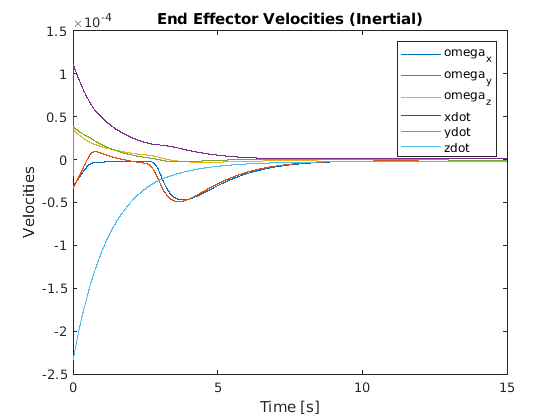 End Effector Velocities (Inertial)
×10⁻⁴
1.5
1
0.5
0
-0.5
-1
-1.5
-2
-2.5
Velocities
0 5 10 15
Time [s]
omega_x
omega_y
omega_z
xdot
ydot
zdot